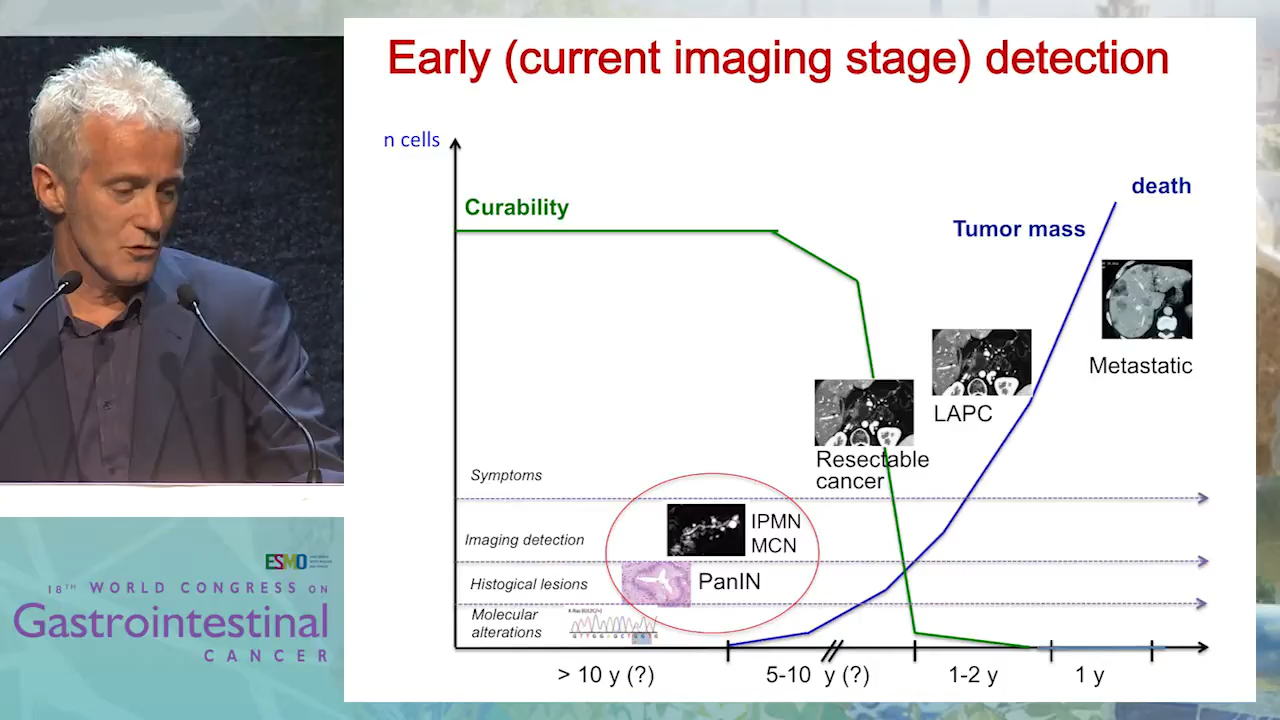 Early (current imaging stage) detection
n cells
death
Curability
Tumor mass
Metastatic
LAPC
Resectable
cancer
Symptoms
IPMN
MCN
Imaging detection
PanIN
Histogical lesions
Molecular
alterations
G T T G G A G C T G G T G
> 10 y (?)
5-10 y (?)
1-2 y
1 y
ESMO
18TH WORLD CONGRESS ON
Gastrointestinal
CANCER